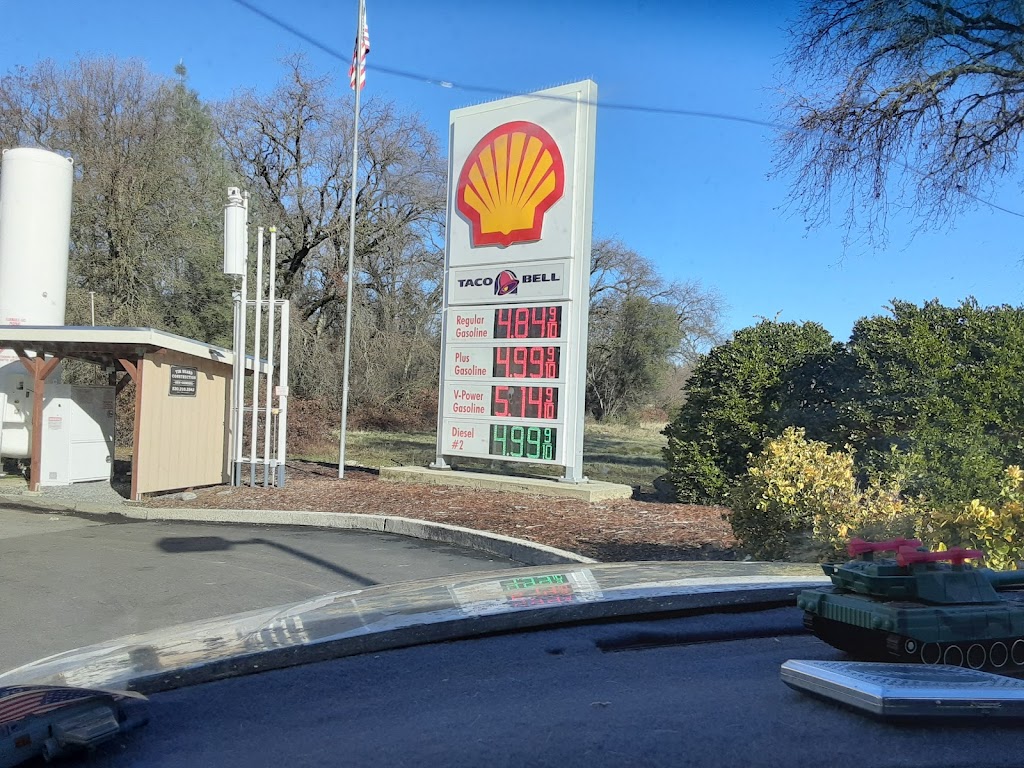 TACO BELL
Regular
Gasoline
4.84 9/10
Plus
Gasoline
4.99 9/10
V-Power
Gasoline
5.14 9/10
Diesel
#2
4.99 9/10
CONSTRUCTION